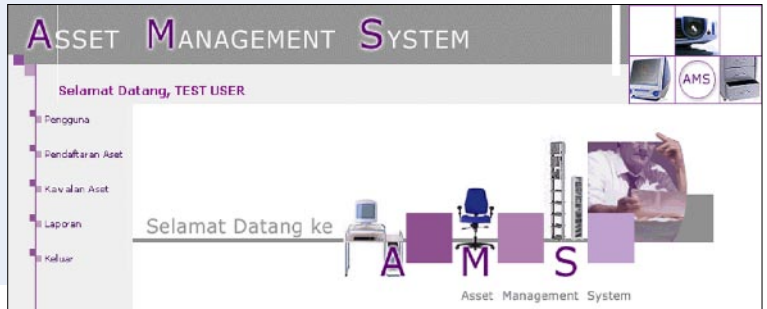 ASSET MANAGEMENT SYSTEM
AMS
Selamat Datang, TEST USER
Pengguna
Pendaftaran Aset
Kawalan Aset
Laporan
Keluar
Selamat Datang ke
A M S
Asset Management System